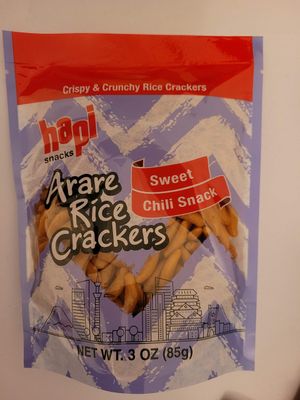 Crispy & Crunchy Rice Crackers
hapi
snacks
Arare
Rice
Crackers
Sweet
Chili Snack
NET WT. 3 OZ (85g)